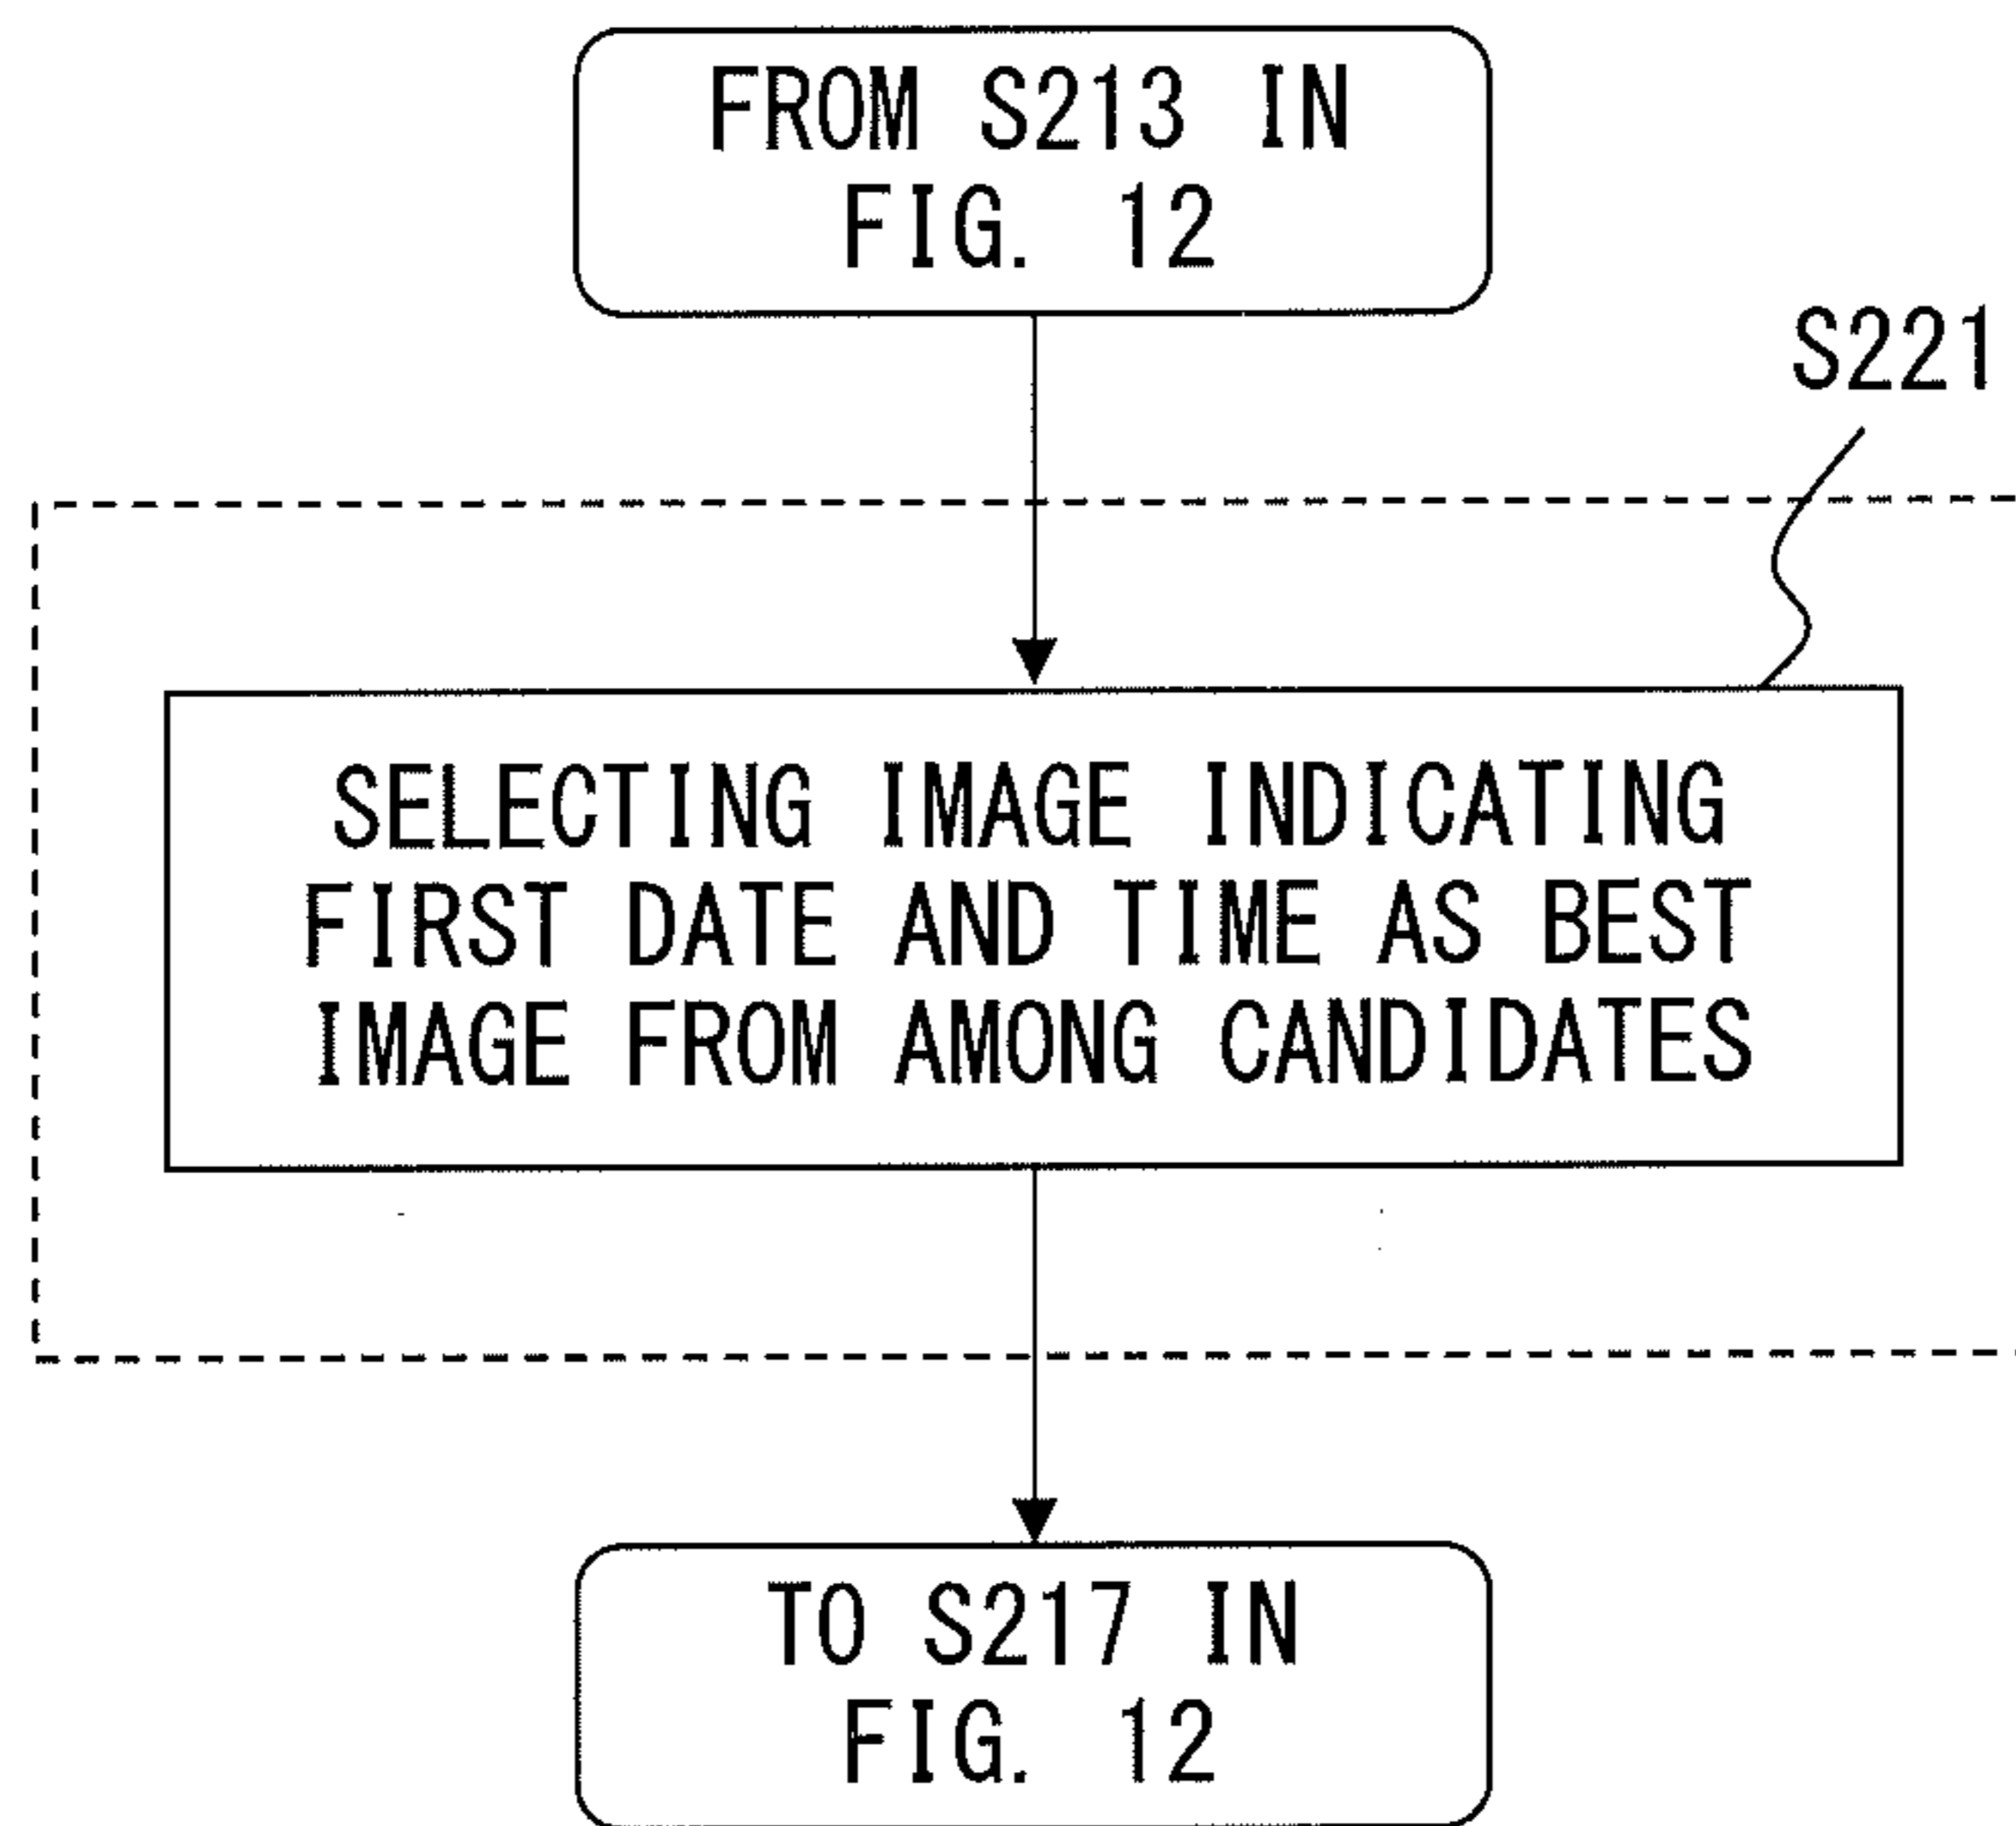 FROM S213 IN
FIG. 12
S221
SELECTING IMAGE INDICATING
FIRST DATE AND TIME AS BEST
IMAGE FROM AMONG CANDIDATES
TO S217 IN
FIG. 12